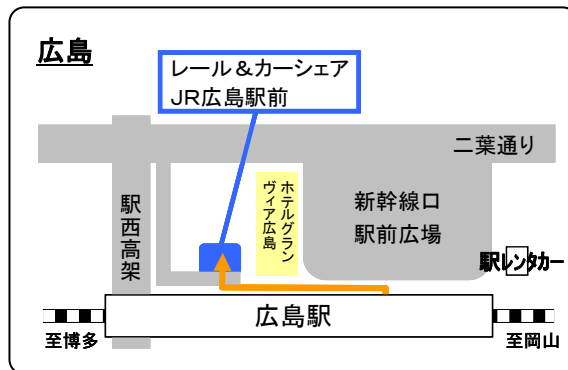 広島
レール&カーシェア
JR広島駅前
二葉通り
駅西高架
ホテルグラン
ヴィア広島
新幹線口
駅前広場
駅レンタカー
広島駅
至博多
至岡山